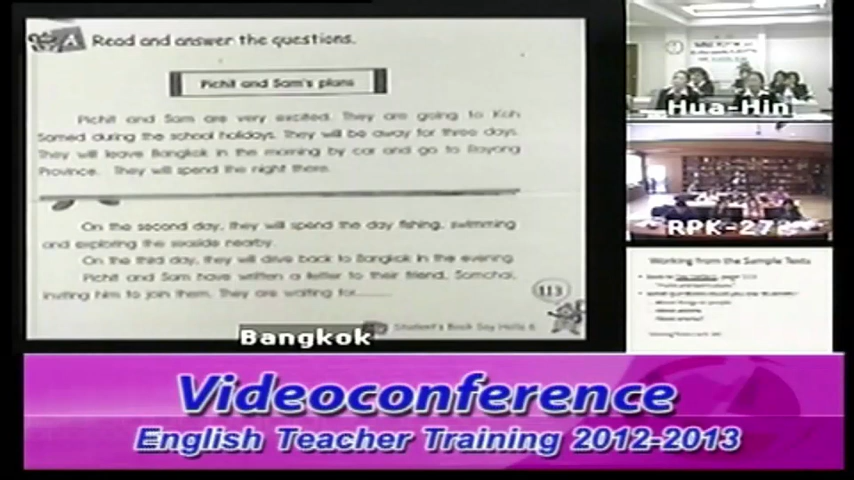 A Read and answer the questions.
Pichit and Sam's plans
Pichit and Sam are very excited. They are going to Koh
Samed during the school holidays. They will be away for three days.
They will leave Bangkok in the morning by car and go to Rayong
Province. They will spend the night there.
On the second day, they will spend the day fishing, swimming
and exploring the seaside nearby.
On the third day, they will drive back to Bangkok in the evening.
Pichit and Sam have written a letter to their friend, Somchai,
inviting him to join them. They are waiting for........
113
Student's Book Say Hello 6
Bangkok
Hua-Hin
RPK-272
Working from the Sample Texts
Videoconference
English Teacher Training 2012-2013